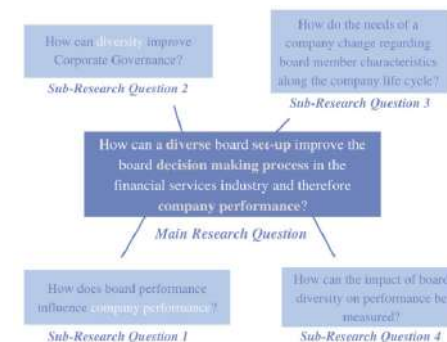 How can diversity improve
Corporate Governance?
Sub-Research Question 2
How do the needs of a
company change regarding
board member characteristics
along the company life cycle?
Sub-Research Question 3
How can a diverse board set-up improve the
board decision making process in the
financial services industry and therefore
company performance?
Main Research Question
How does board performance
influence company performance?
Sub-Research Question 1
How can the impact of board
diversity on performance be
measured?
Sub-Research Question 4